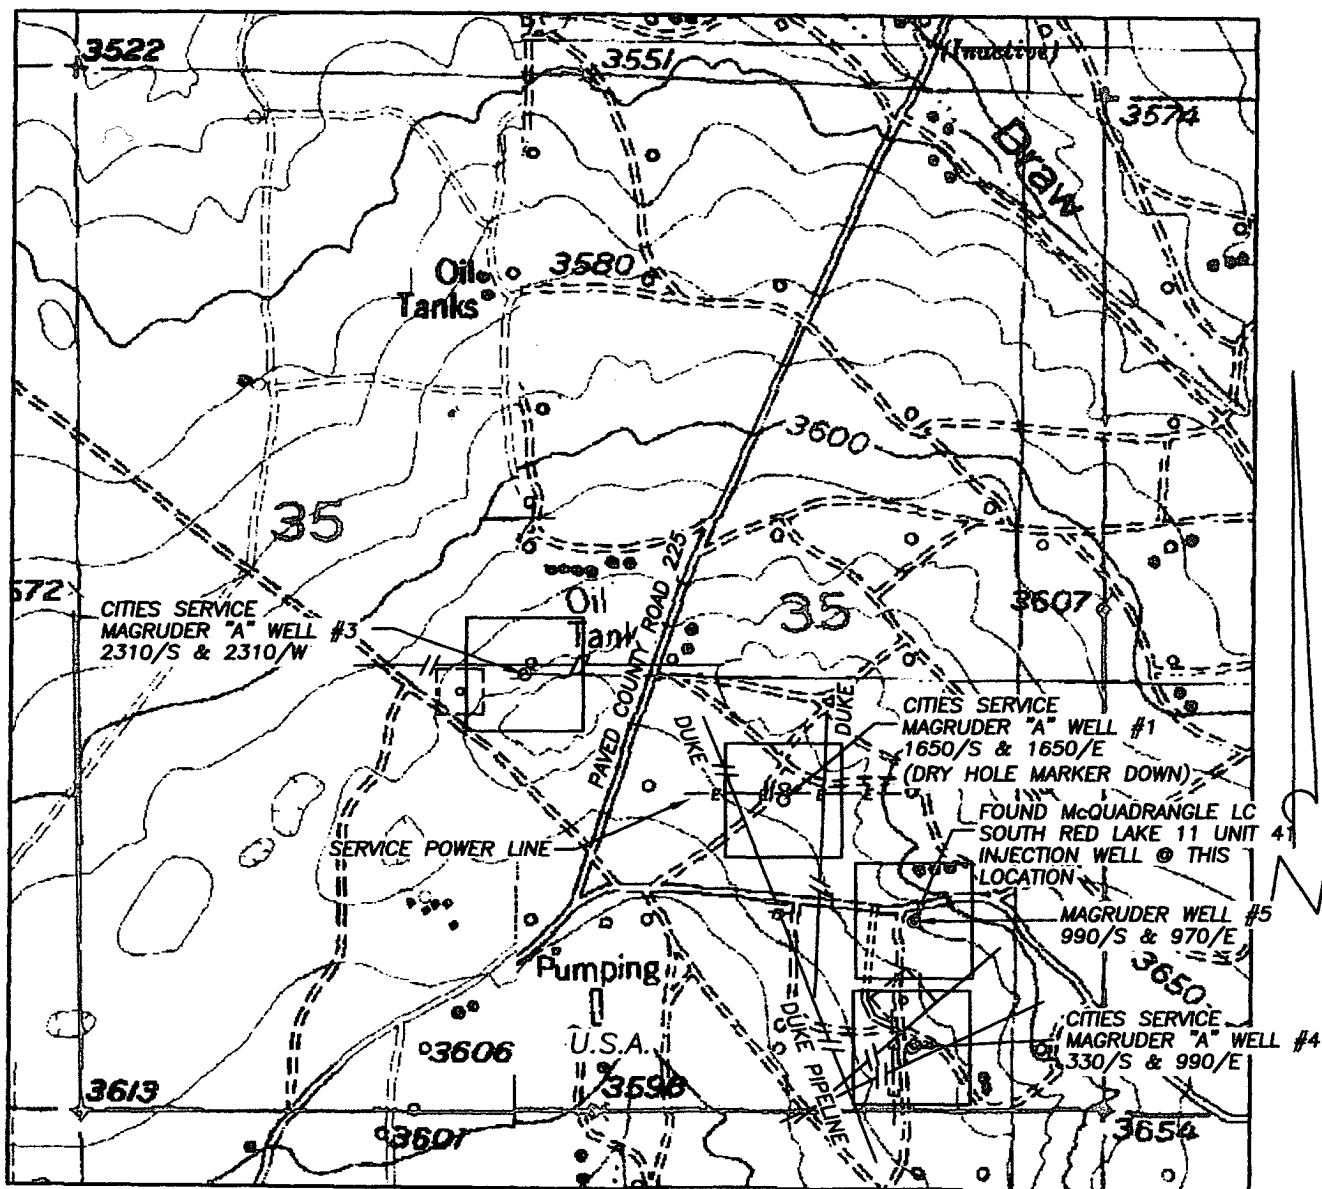 3522
3551
(Inactive)
3574
Draw
Oil
Tanks
3580
3600
35
572
CITIES SERVICE
MAGRUDER "A" WELL #3
2310/S & 2310/W
Oil
Tank
PAVED COUNTY ROAD 225
35
3607
DUKE
DUKE
CITIES SERVICE
MAGRUDER "A" WELL #1
1650/S & 1650/E
(DRY HOLE MARKER DOWN)
SERVICE POWER LINE
E
E
E
FOUND McQUADRANGLE LC
SOUTH RED LAKE 11 UNIT 41
INJECTION WELL @ THIS
LOCATION
MAGRUDER WELL #5
990/S & 970/E
Pumping
3650
U.S.A.
DUKE PIPELINE
CITIES SERVICE
MAGRUDER "A" WELL #4
330/S & 990/E
3606
3613
3598
E
3601
3654
N